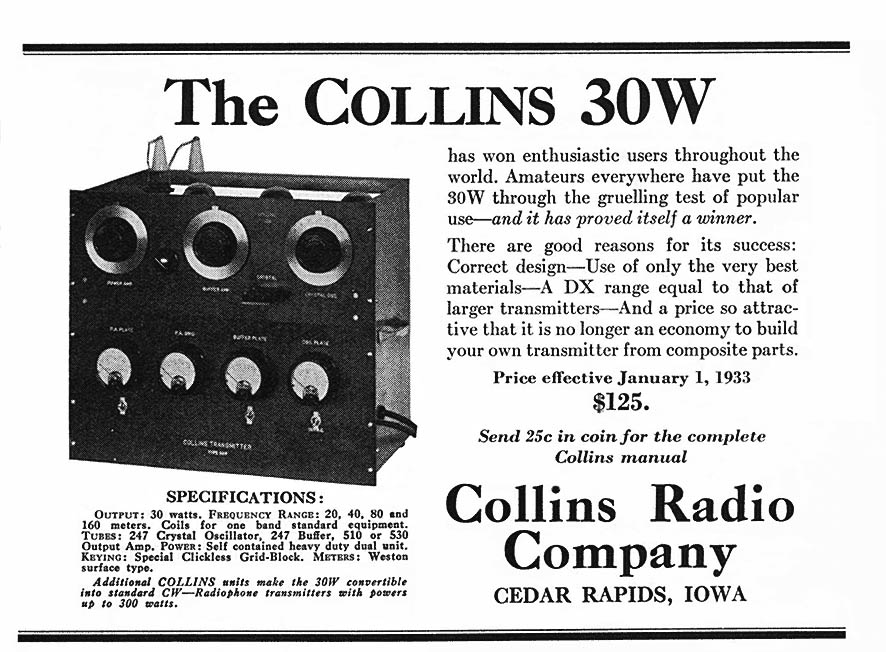 The COLLINS 30W
has won enthusiastic users throughout the
world. Amateurs everywhere have put the
30W through the gruelling test of popular
use—and it has proved itself a winner.
There are good reasons for its success:
Correct design—Use of only the very best
materials—A DX range equal to that of
larger transmitters—And a price so attrac-
tive that it is no longer an economy to build
your own transmitter from composite parts.
Price effective January 1, 1933
$125.
Send 25c in coin for the complete
Collins manual
Collins Radio
Company
CEDAR RAPIDS, IOWA
POWER AMP
BUFFER AMP
CRYSTAL
CRYSTAL OSC.
P.A. PLATE
P.A. GRID
BUFFER PLATE
OSC. PLATE
COLLINS TRANSMITTER
TYPE 30W
SPECIFICATIONS:
OUTPUT: 30 watts. FREQUENCY RANGE: 20, 40, 80 and
160 meters. Coils for one band standard equipment.
TUBES: 247 Crystal Oscillator, 247 Buffer, 510 or 530
Output Amp. POWER: Self contained heavy duty dual unit.
KEYING: Special Clickless Grid-Block. METERS: Weston
surface type.
Additional COLLINS units make the 30W convertible
into standard CW—Radiophone transmitters with powers
up to 300 watts.